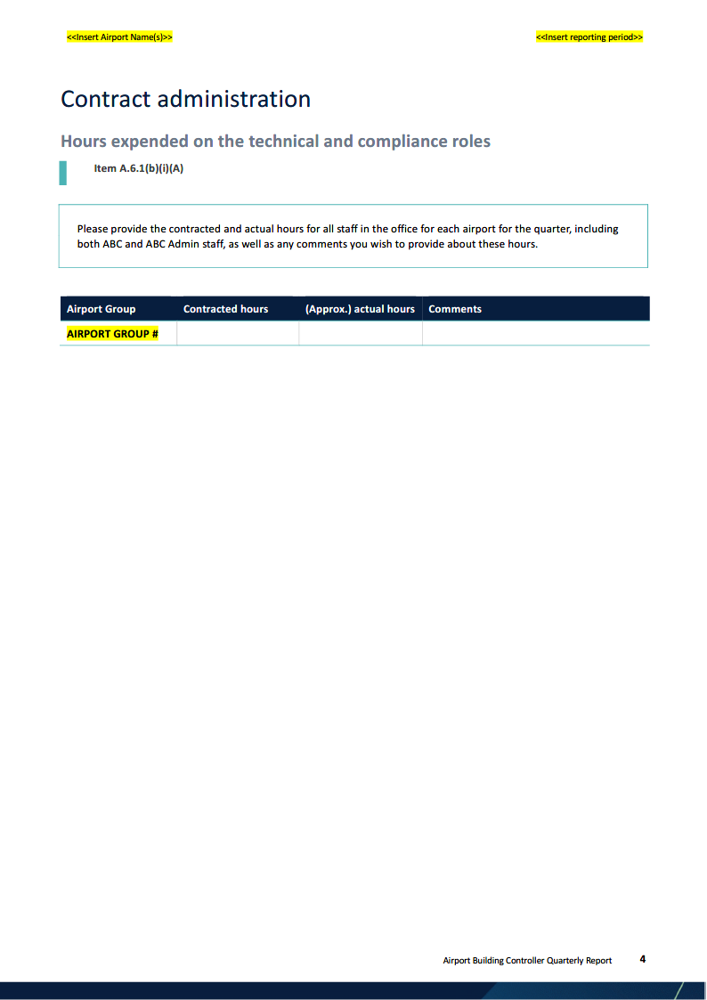 <<Insert Airport Name(s)>> <<Insert reporting period>>
Contract administration
Hours expended on the technical and compliance roles
Item A.6.1(b)(i)(A)
Please provide the contracted and actual hours for all staff in the office for each airport for the quarter, including
both ABC and ABC Admin staff, as well as any comments you wish to provide about these hours.
Airport Group Contracted hours (Approx.) actual hours Comments
AIRPORT GROUP #
Airport Building Controller Quarterly Report 4